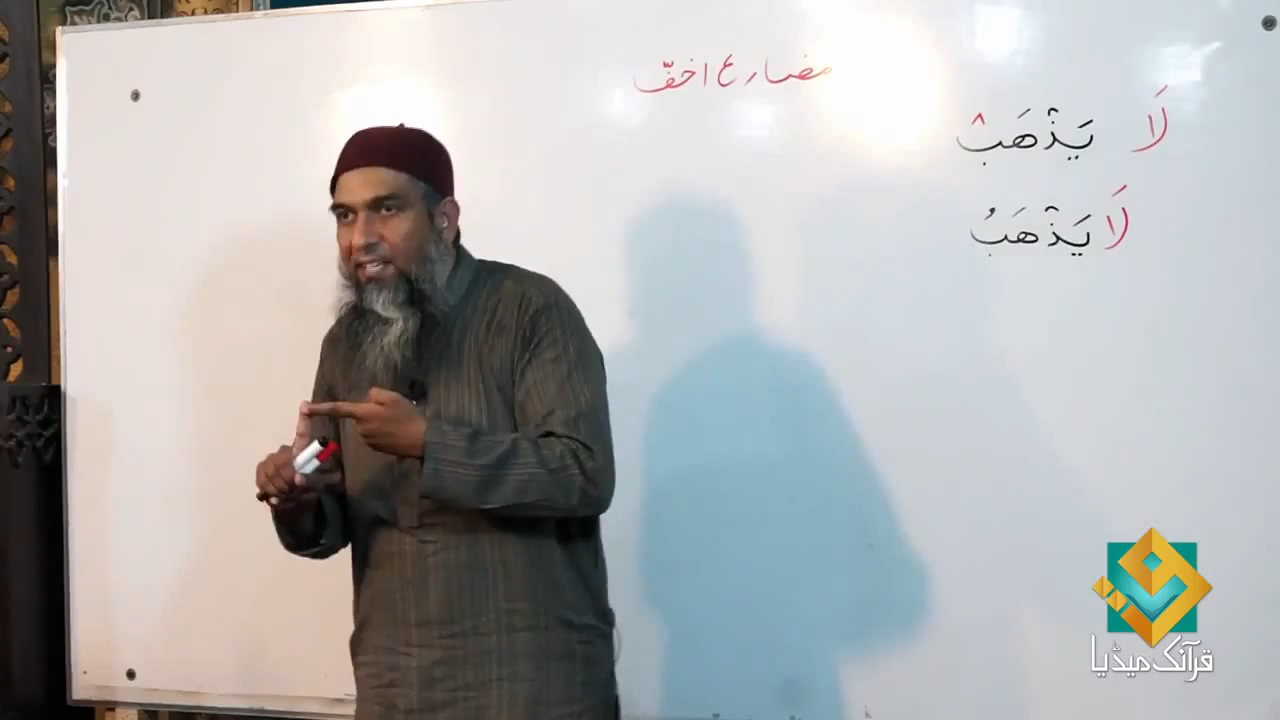 مضارع اخفّ
لَا يَذْهَبْ
لَا يَذْهَبُ
قرآنک میڈیا